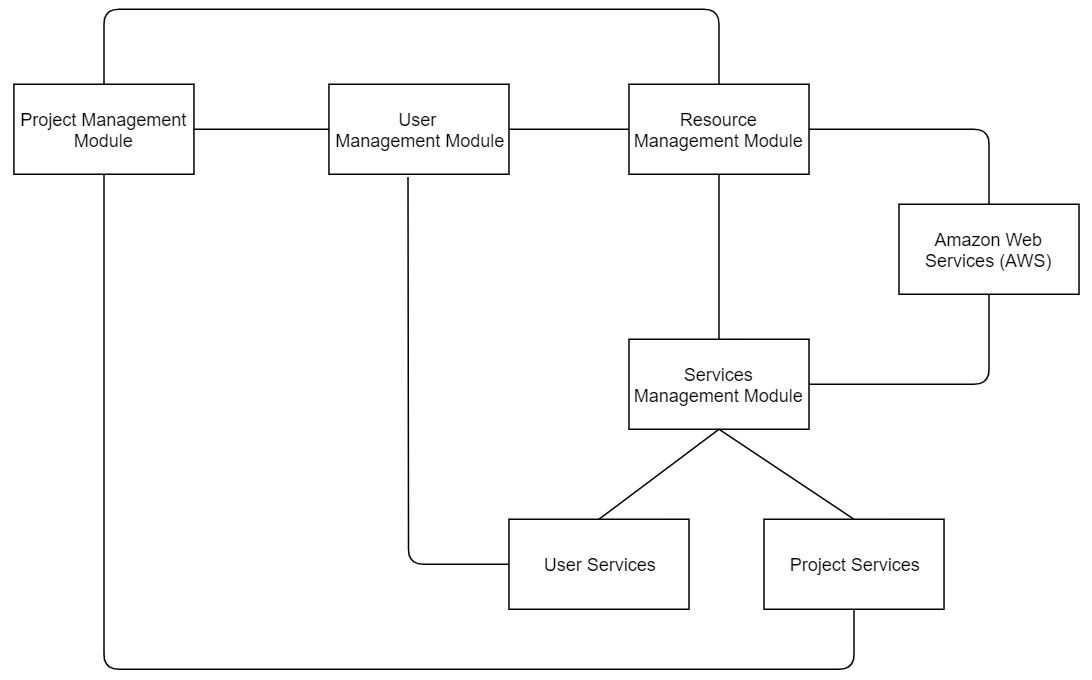 Project Management
Module
User
Management Module
Resource
Management Module
Amazon Web
Services (AWS)
Services
Management Module
User Services
Project Services